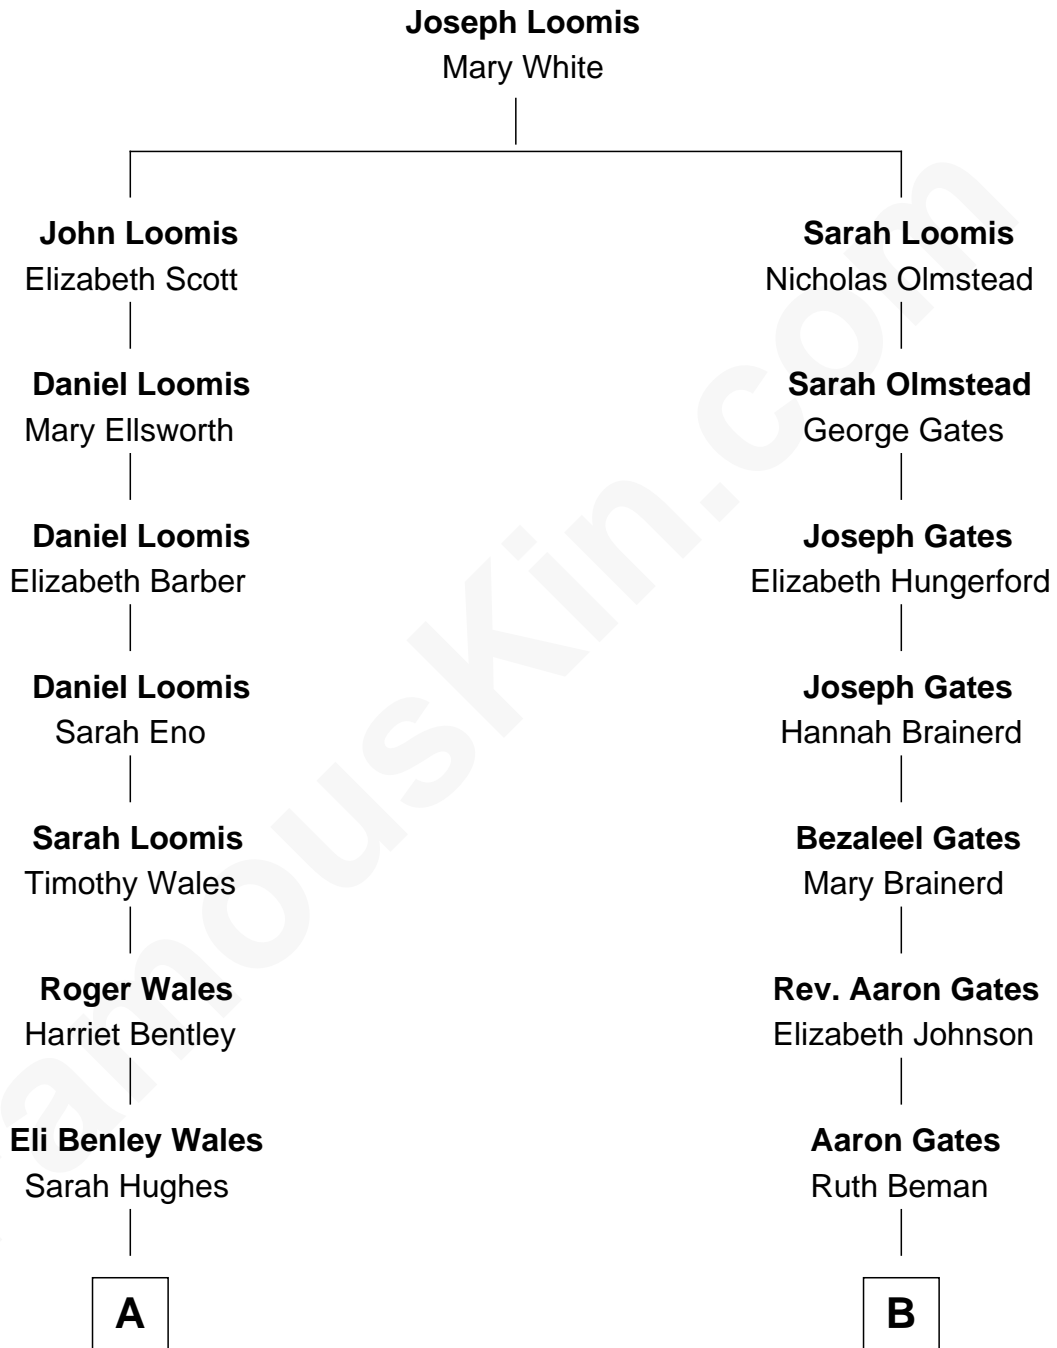 Joseph Loomis
Mary White
John Loomis
Elizabeth Scott
Sarah Loomis
Nicholas Olmstead
Daniel Loomis
Mary Ellsworth
Sarah Olmstead
George Gates
Daniel Loomis
Elizabeth Barber
Joseph Gates
Elizabeth Hungerford
Daniel Loomis
Sarah Eno
Joseph Gates
Hannah Brainerd
Sarah Loomis
Timothy Wales
Bezaleel Gates
Mary Brainerd
Roger Wales
Harriet Bentley
Rev. Aaron Gates
Elizabeth Johnson
Eli Benley Wales
Sarah Hughes
Aaron Gates
Ruth Beman
A
B
amouskin.com